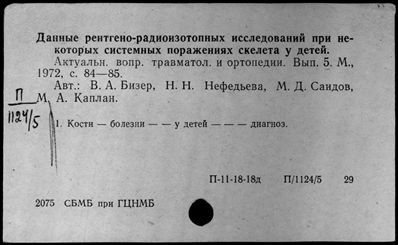 Данные рентгено-радиоизотопных исследований при не-
которых системных поражениях скелета у детей.
Актуальн. вопр. травматол. и ортопедии. Вып. 5. М.,
1972, с. 84—85.
Авт.: В. А. Бизер, Н. Н. Нефедьева, М. Д. Саидов,
М. А. Каплан.
П
1124/5
1. Кости — болезни — — у детей — — — диагноз.
П-11-18-18д П/1124/5 29
2075 СБМБ при ГЦНМБ